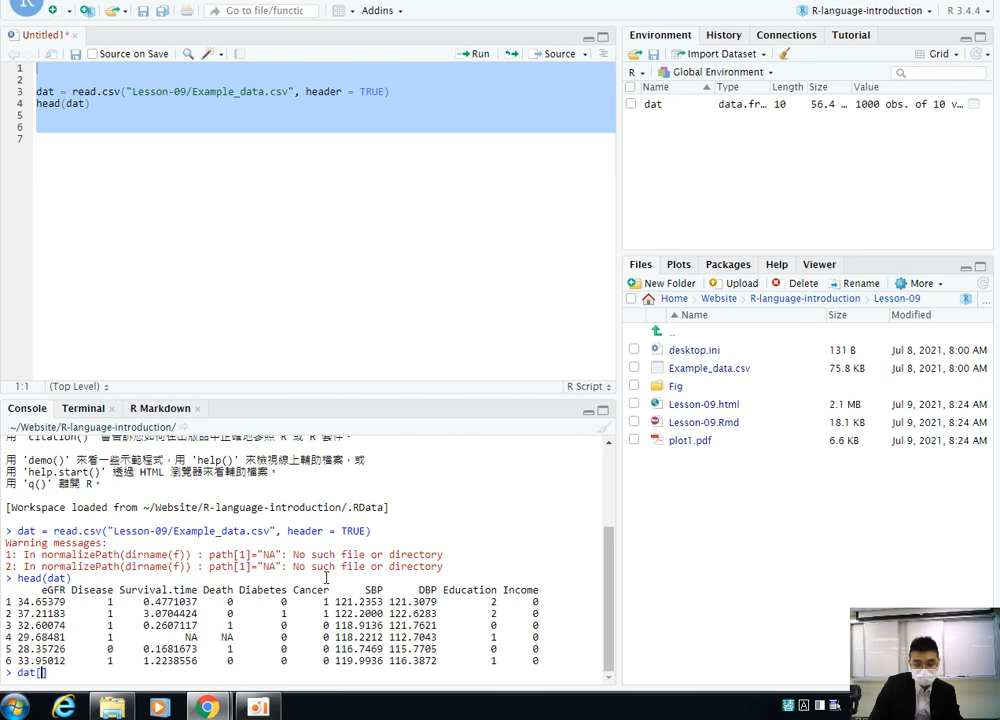 R
Go to file/functic
Addins
R-language-introduction
R 3.4.4
Untitled1*
Source on Save
Run
Source
1
2
3 dat = read.csv("Lesson-09/Example_data.csv", header = TRUE)
4 head(dat)
5
6
7
1:1 (Top Level) R Script
Console Terminal R Markdown
~/Website/R-language-introduction/
用 'demo()' 來看一些示範程式，用 'help()' 來檢視線上輔助檔案，或
用 'help.start()' 透過 HTML 瀏覽器來看輔助檔案。
用 'q()' 離開 R。
[Workspace loaded from ~/Website/R-language-introduction/.RData]
> dat = read.csv("Lesson-09/Example_data.csv", header = TRUE)
Warning messages:
1: In normalizePath(dirname(f)) : path[1]="NA": No such file or directory
2: In normalizePath(dirname(f)) : path[1]="NA": No such file or directory
> head(dat)
eGFR Disease Survival.time Death Diabetes Cancer SBP DBP Education Income
1 34.65379 1 0.4771037 0 0 1 121.2353 121.3079 2 0
2 37.21183 1 3.0704424 0 1 1 122.2000 122.6283 2 0
3 32.60074 1 0.2607117 1 0 0 118.9136 121.7621 0 0
4 29.68481 1 NA NA 0 0 118.2212 112.7043 1 0
5 28.35726 0 0.1681673 1 0 0 116.7469 115.7705 0 0
6 33.95012 1 1.2238556 0 0 0 119.9936 116.3872 1 0
> dat[]
Environment History Connections Tutorial
Import Dataset
Grid
R
Global Environment
Name Type Length Size Value
dat data.fr… 10 56.4 … 1000 obs. of 10 v…
Files Plots Packages Help Viewer
New Folder Upload Delete Rename More
Home Website R-language-introduction Lesson-09
...
Name Size Modified
..
desktop.ini 131 B Jul 8, 2021, 8:00 AM
Example_data.csv 75.8 KB Jul 8, 2021, 8:00 AM
Fig
Lesson-09.html 2.1 MB Jul 9, 2021, 8:24 AM
Lesson-09.Rmd 18.1 KB Jul 9, 2021, 8:24 AM
plot1.pdf 6.6 KB Jul 9, 2021, 8:24 AM